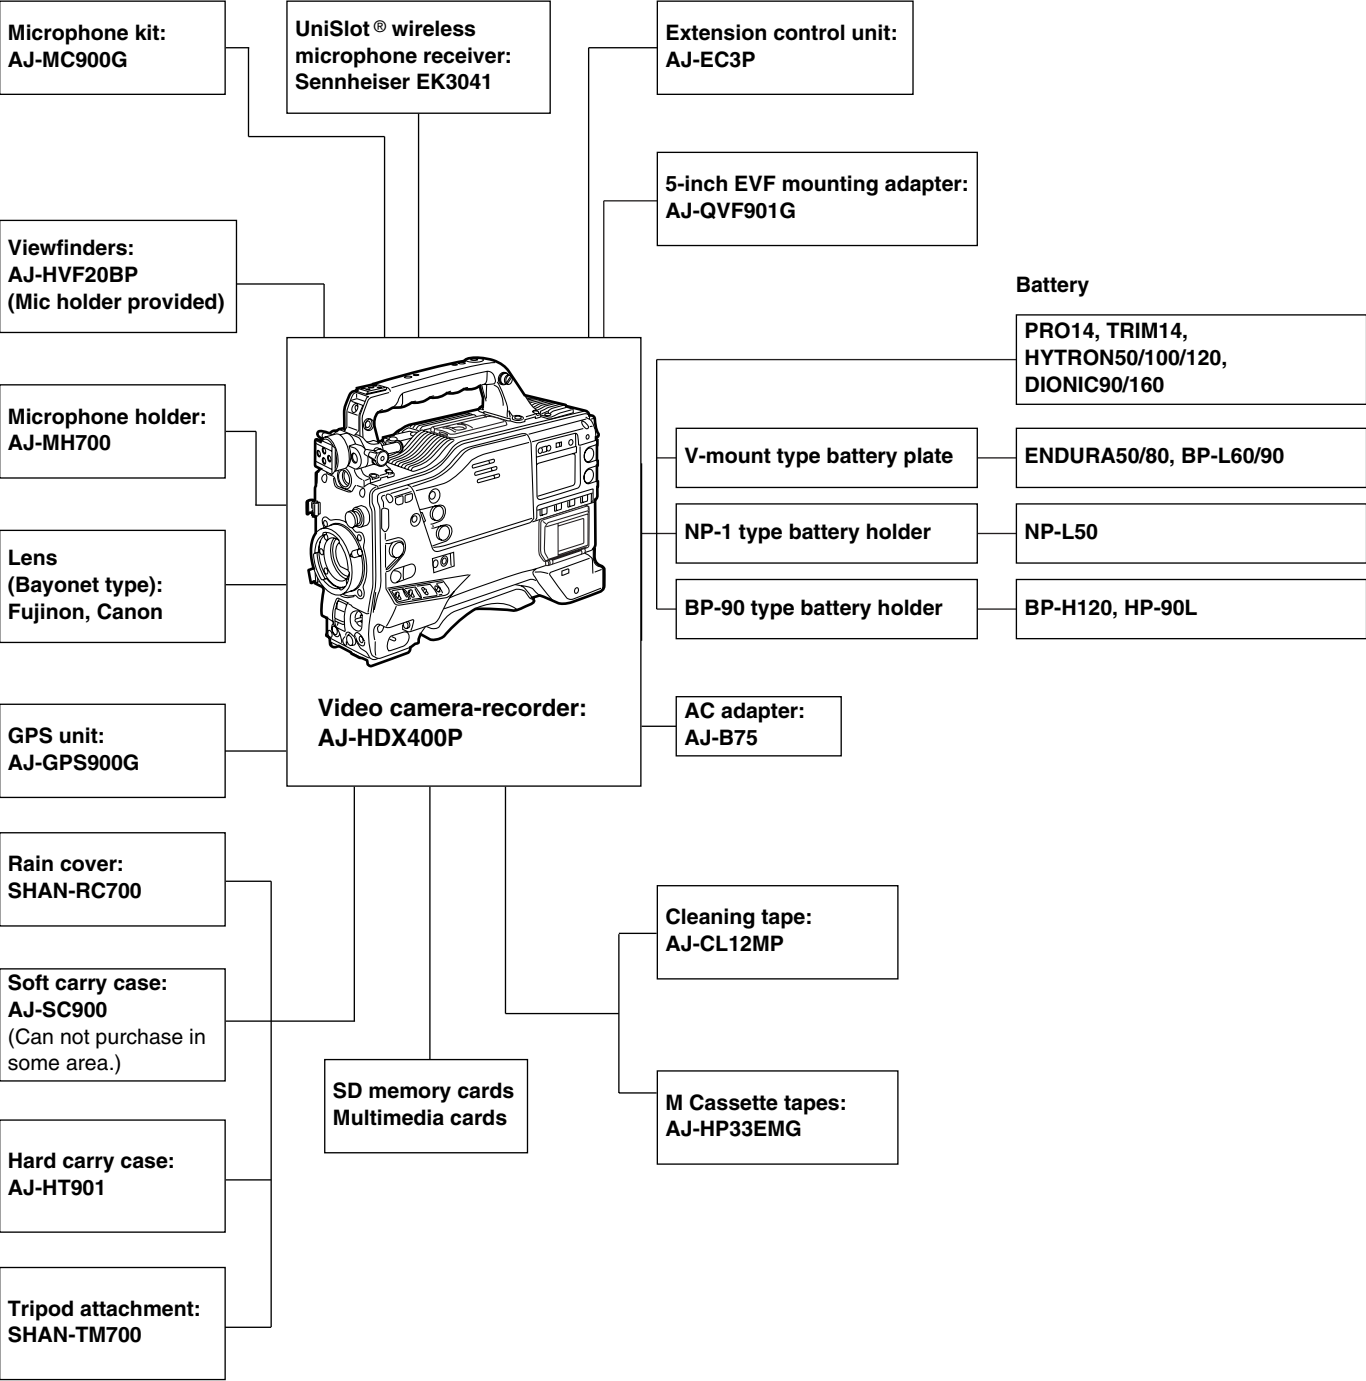 Microphone kit:
AJ-MC900G
UniSlot ® wireless
microphone receiver:
Sennheiser EK3041
Extension control unit:
AJ-EC3P
5-inch EVF mounting adapter:
AJ-QVF901G
Viewfinders:
AJ-HVF20BP
(Mic holder provided)
Battery
PRO14, TRIM14,
HYTRON50/100/120,
DIONIC90/160
Microphone holder:
AJ-MH700
V-mount type battery plate
ENDURA50/80, BP-L60/90
NP-1 type battery holder
NP-L50
BP-90 type battery holder
BP-H120, HP-90L
Lens
(Bayonet type):
Fujinon, Canon
Video camera-recorder:
AJ-HDX400P
AC adapter:
AJ-B75
GPS unit:
AJ-GPS900G
Rain cover:
SHAN-RC700
Soft carry case:
AJ-SC900
(Can not purchase in
some area.)
Cleaning tape:
AJ-CL12MP
SD memory cards
Multimedia cards
M Cassette tapes:
AJ-HP33EMG
Hard carry case:
AJ-HT901
Tripod attachment:
SHAN-TM700